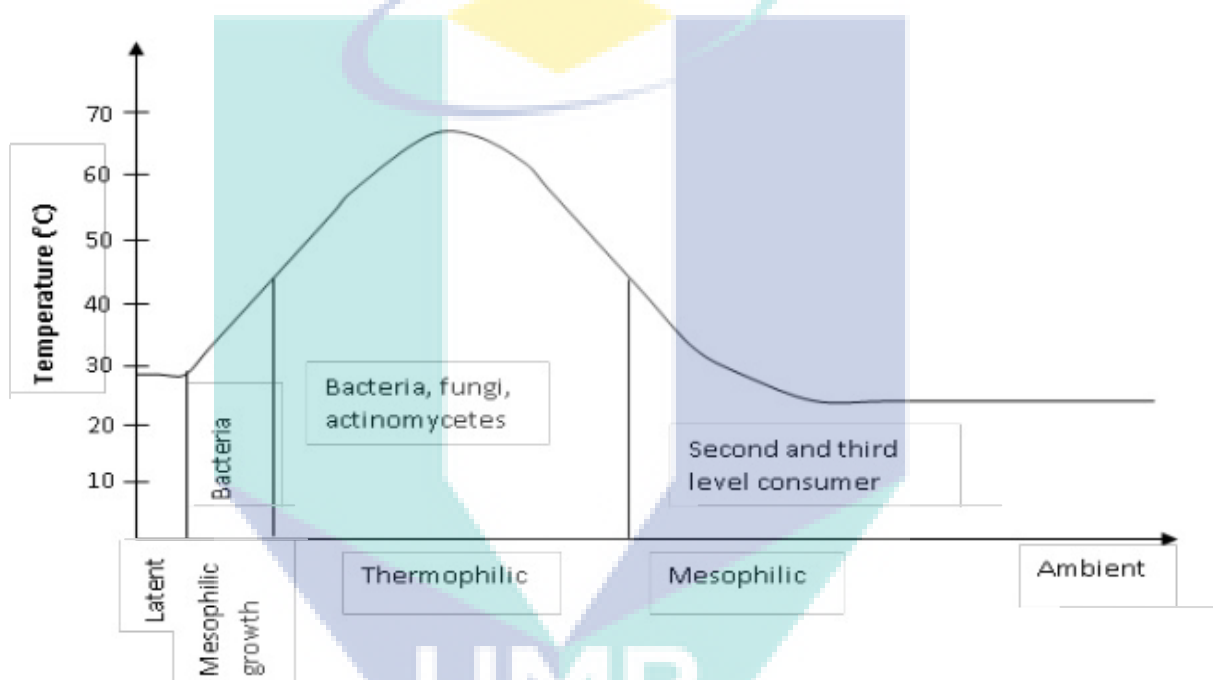 70
60
50
40
30
20
10
Temperature (°C)
Bacteria
Bacteria, fungi,
actinomycetes
Second and third
level consumer
Latent
Mesophilic
growth
Thermophilic
Mesophilic
Ambient
UMP